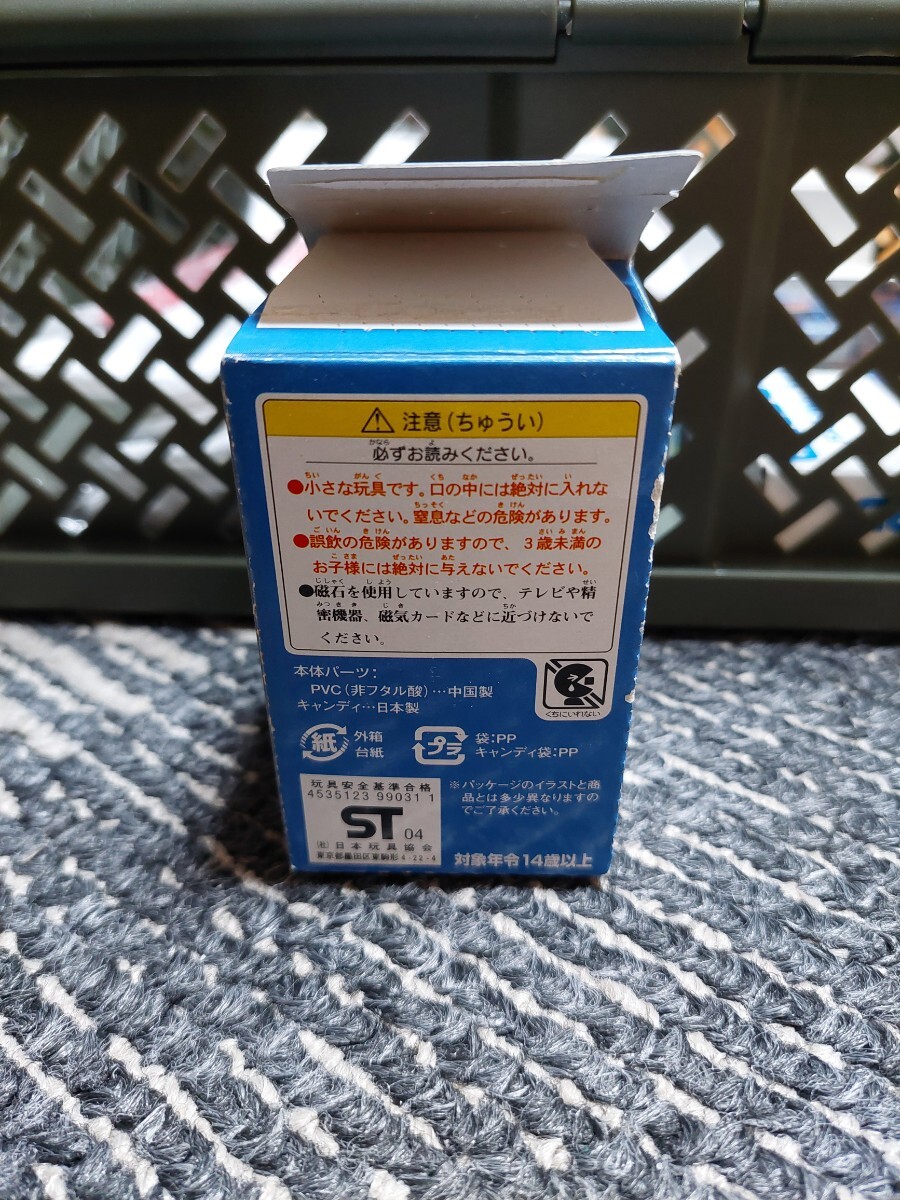 注意(ちゅうい)
必ずお読みください。
●小さな玩具です。口の中には絶対に入れな
いでください。窒息などの危険があります。
●誤飲の危険がありますので、3歳未満の
お子様には絶対に与えないでください。
●磁石を使用していますので、テレビや精
密機器、磁気カードなどに近づけないで
ください。
本体パーツ:
PVC(非フタル酸)…中国製
キャンディ…日本製
くちにいれない
紙 外箱
台紙
プラ 袋:PP
キャンディ袋:PP
玩具安全基準合格
4535123 99031 1
ST 04
(社)日本玩具協会
東京都墨田区東駒形4-22-4
※パッケージのイラストと商
品とは多少異なりますの
でご了承ください。
対象年令14歳以上